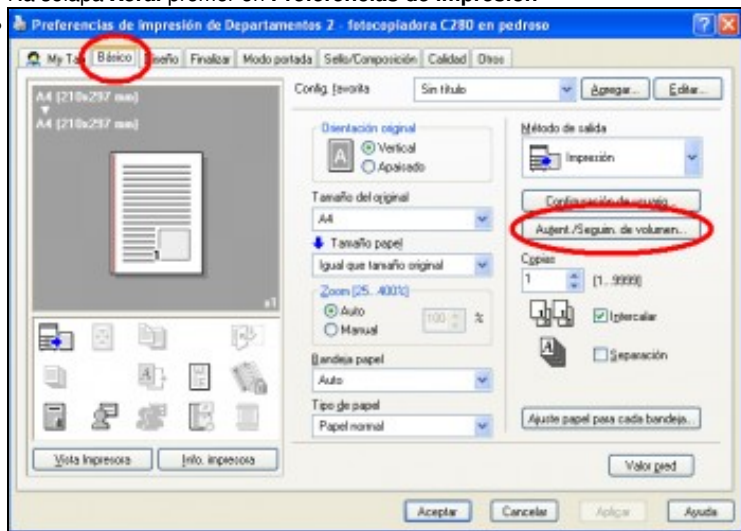 Preferencias de impresión de Departamentos 2 - fotocopiadora C280 en pedroso
My Tab Básico Diseño Finalizar Modo portada Sello/Composición Calidad Otros
A4 (210x297 mm)
A4 (210x297 mm)
x1
Vista Impresora Info. impresora
Config. favorita Sin título Agregar... Editar...
Orientación original
A Vertical
Apaisado
Tamaño del original
A4
Tamaño papel
Igual que tamaño original
Zoom [25..400%]
Auto
Manual
100 %
Bandeja papel
Auto
Tipo de papel
Papel normal
Método de salida
Impresión
Configuración de usuario...
Autent./Seguim. de volumen...
Copias
1 [1..9999]
Intercalar
Separación
Ajuste papel para cada bandeja...
Valor pred
Aceptar Cancelar Aplicar Ayuda